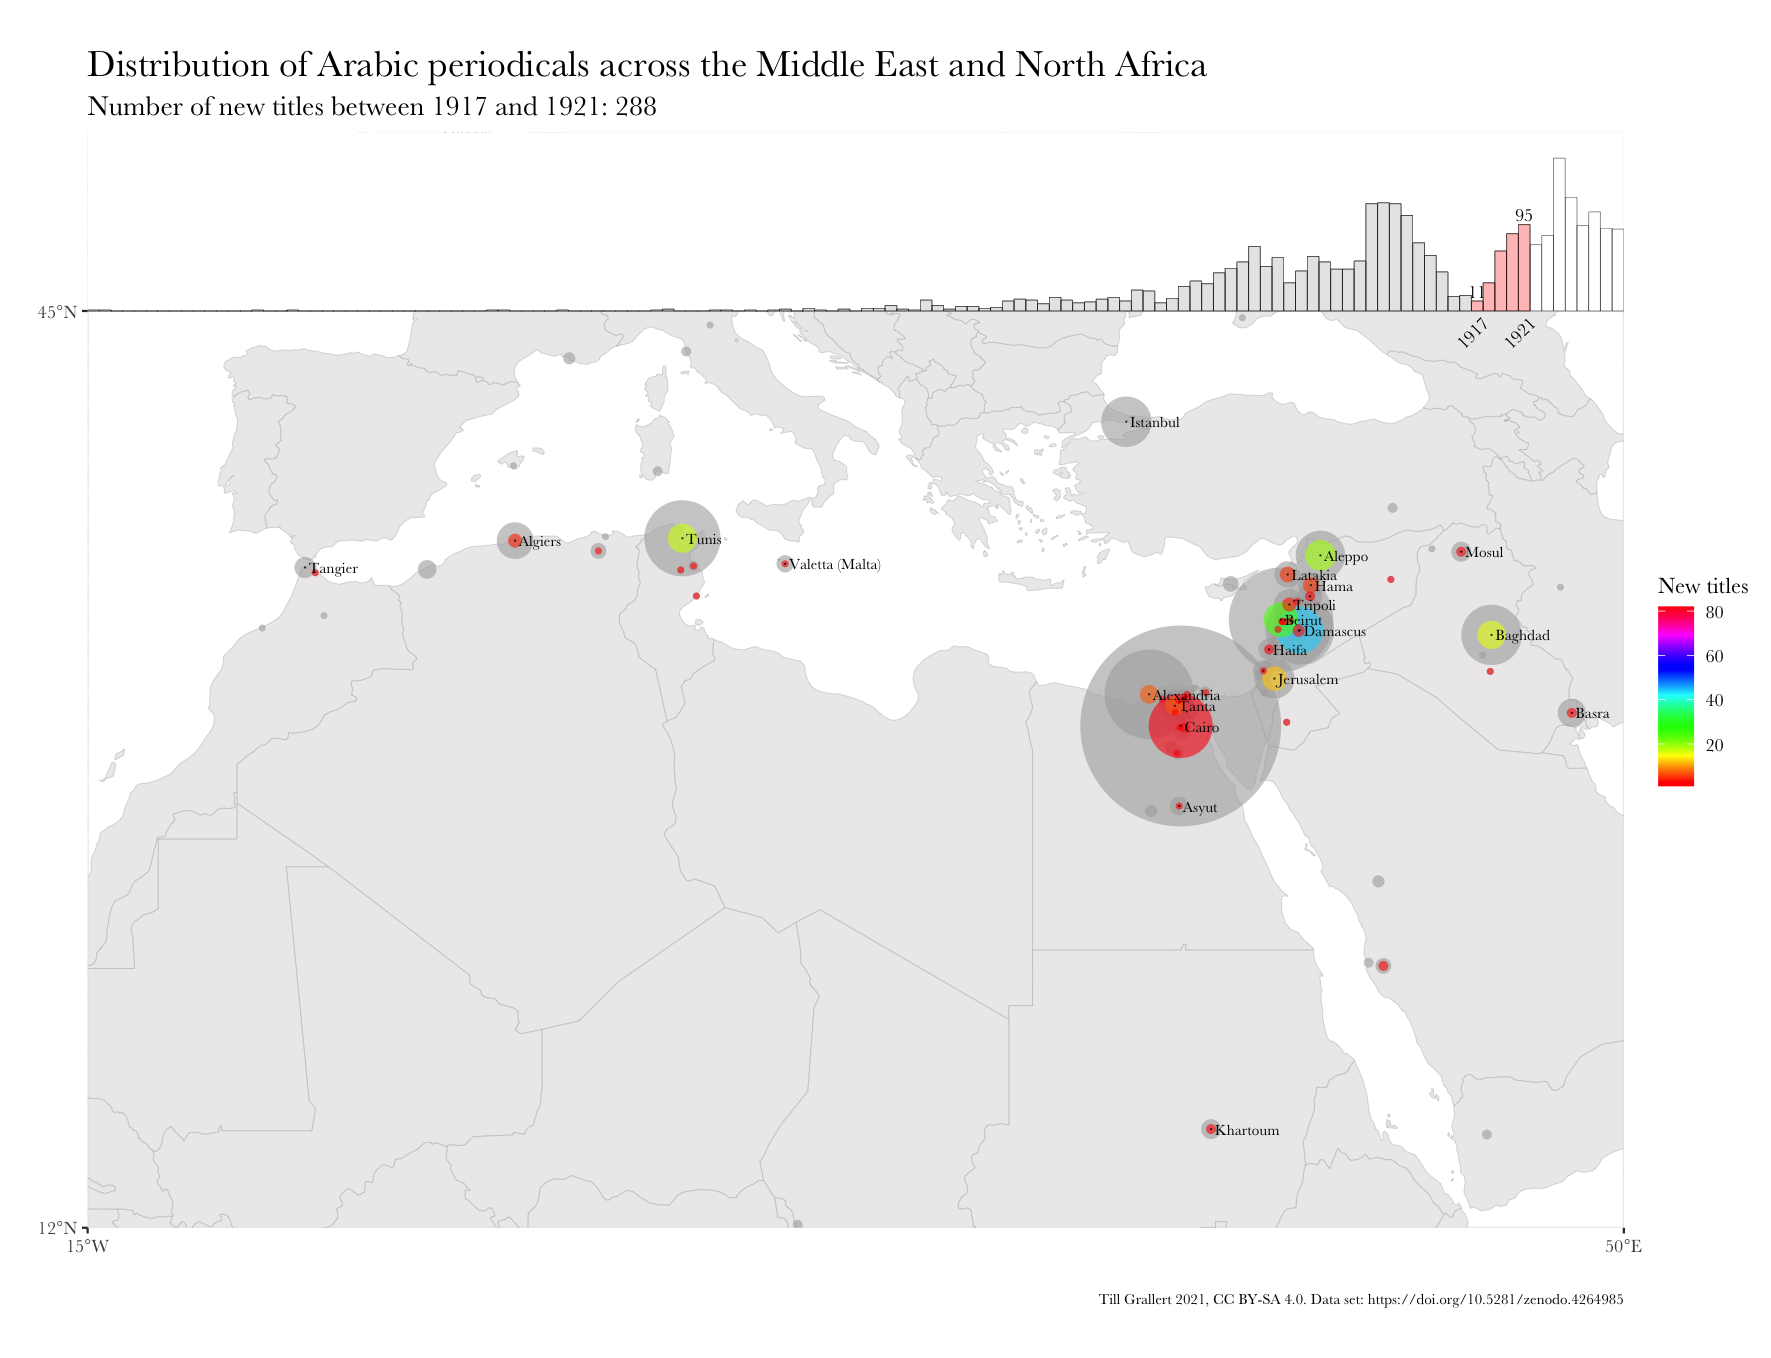 Distribution of Arabic periodicals across the Middle East and North Africa
Number of new titles between 1917 and 1921: 288
95
11
45°N
1917
1921
Istanbul
Algiers
Tunis
Mosul
Aleppo
Valetta (Malta)
Tangier
Latakia
Hama
Tripoli
Beirut
Damascus
Baghdad
Haifa
Jerusalem
Alexandria
Tanta
Basra
Cairo
Asyut
Khartoum
New titles
80
60
40
20
12°N
15°W
50°E
Till Grallert 2021, CC BY-SA 4.0. Data set: https://doi.org/10.5281/zenodo.4264985